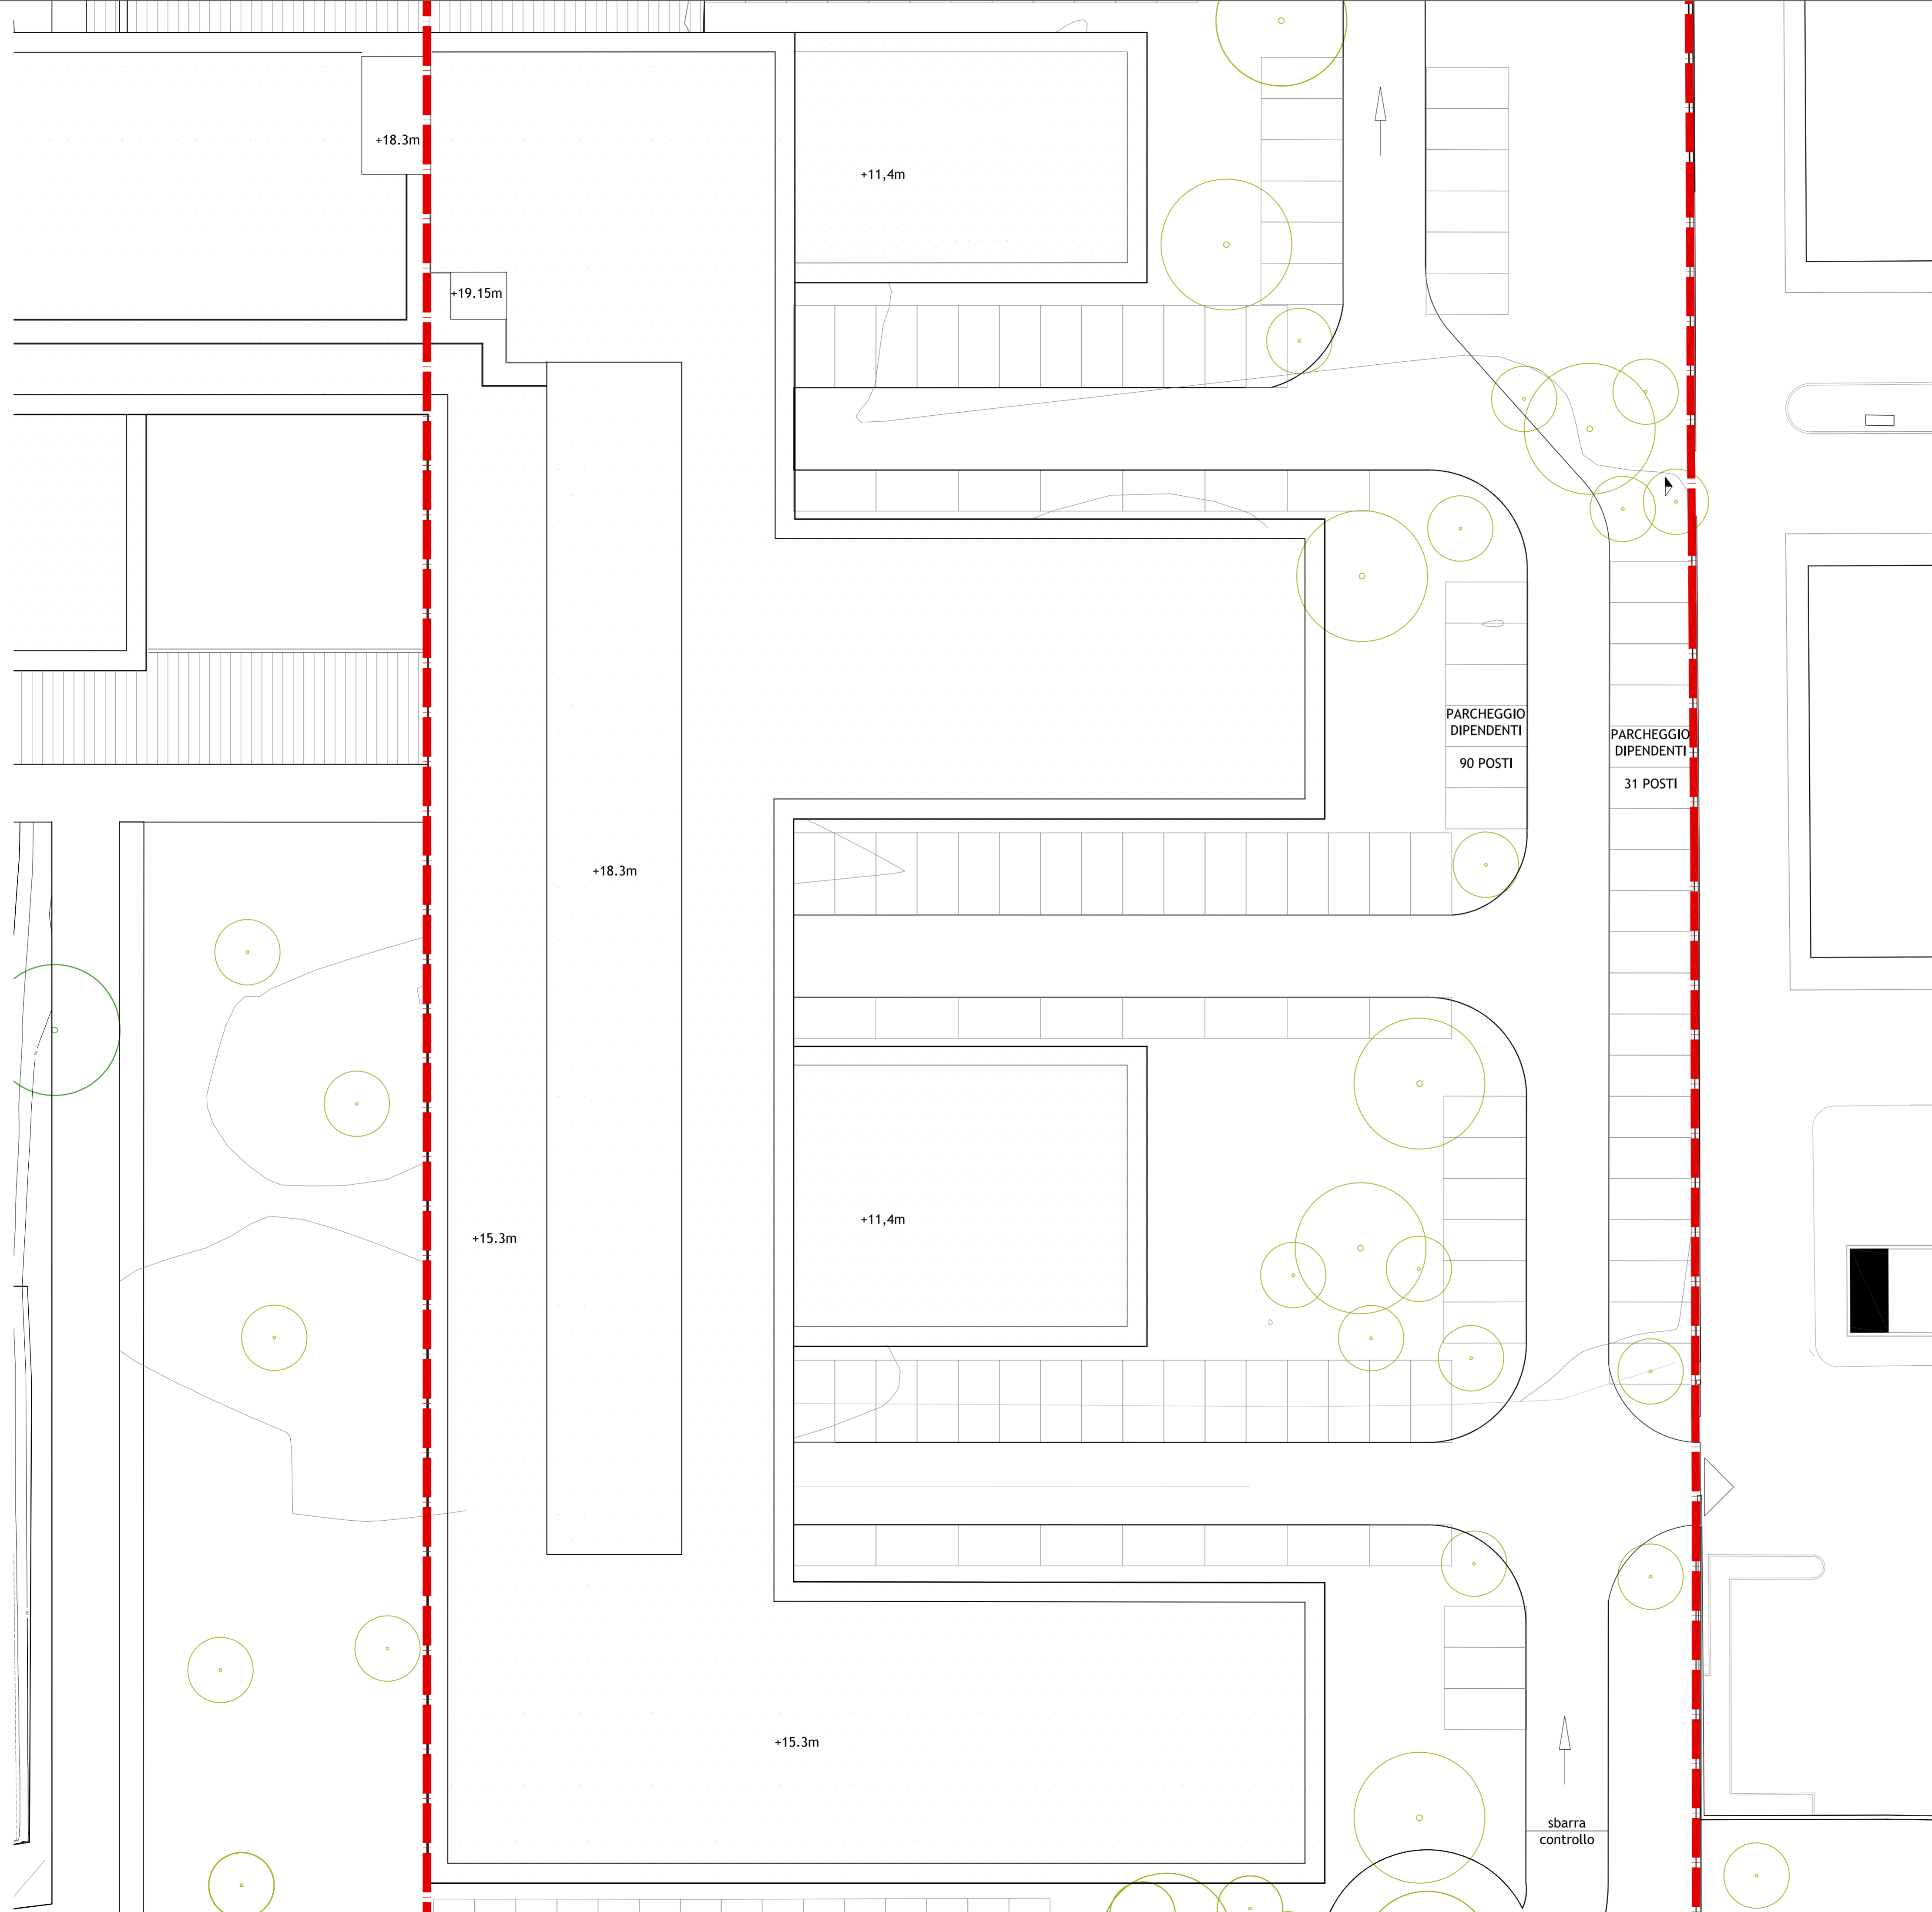 +18.3m
+11,4m
+19.15m
PARCHEGGIO
DIPENDENTI
90 POSTI
PARCHEGGIO
DIPENDENTI
31 POSTI
+18.3m
+11,4m
+15.3m
+15.3m
sbarra
controllo